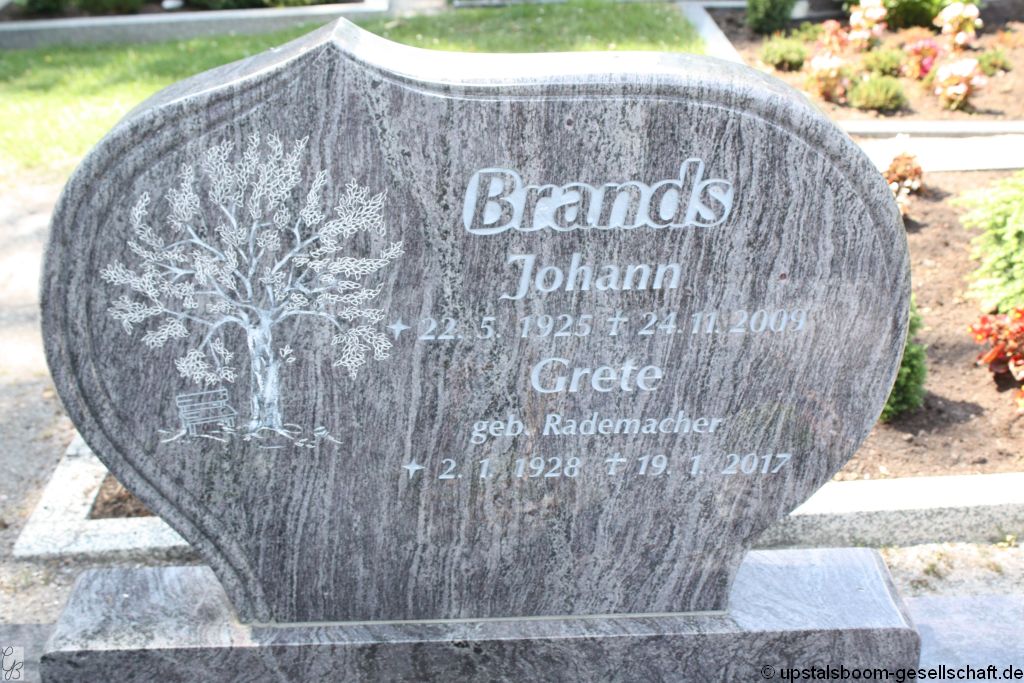 Brands
Johann
✦ 22. 5. 1925 ✝ 24.11.2009
Grete
geb. Rademacher
✦ 2. 1. 1928 ✝ 19. 1. 2017
GB
© upstalsboom-gesellschaft.de